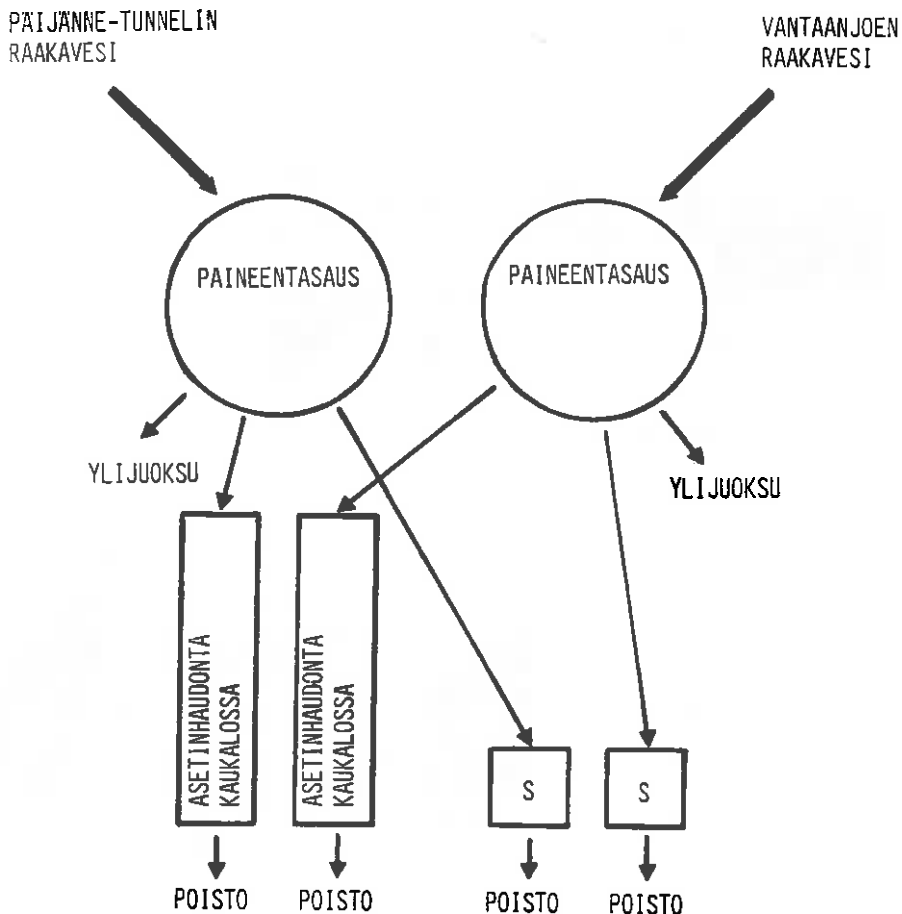 PÄIJÄNNE-TUNNELIN
RAAKAVESI
VANTAANJOEN
RAAKAVESI
PAINEENTASAUS
PAINEENTASAUS
YLIJUOKSU
YLIJUOKSU
ASETINHAUDONTA
KAUKALOSSA
ASETINHAUDONTA
KAUKALOSSA
S
S
POISTO
POISTO
POISTO
POISTO